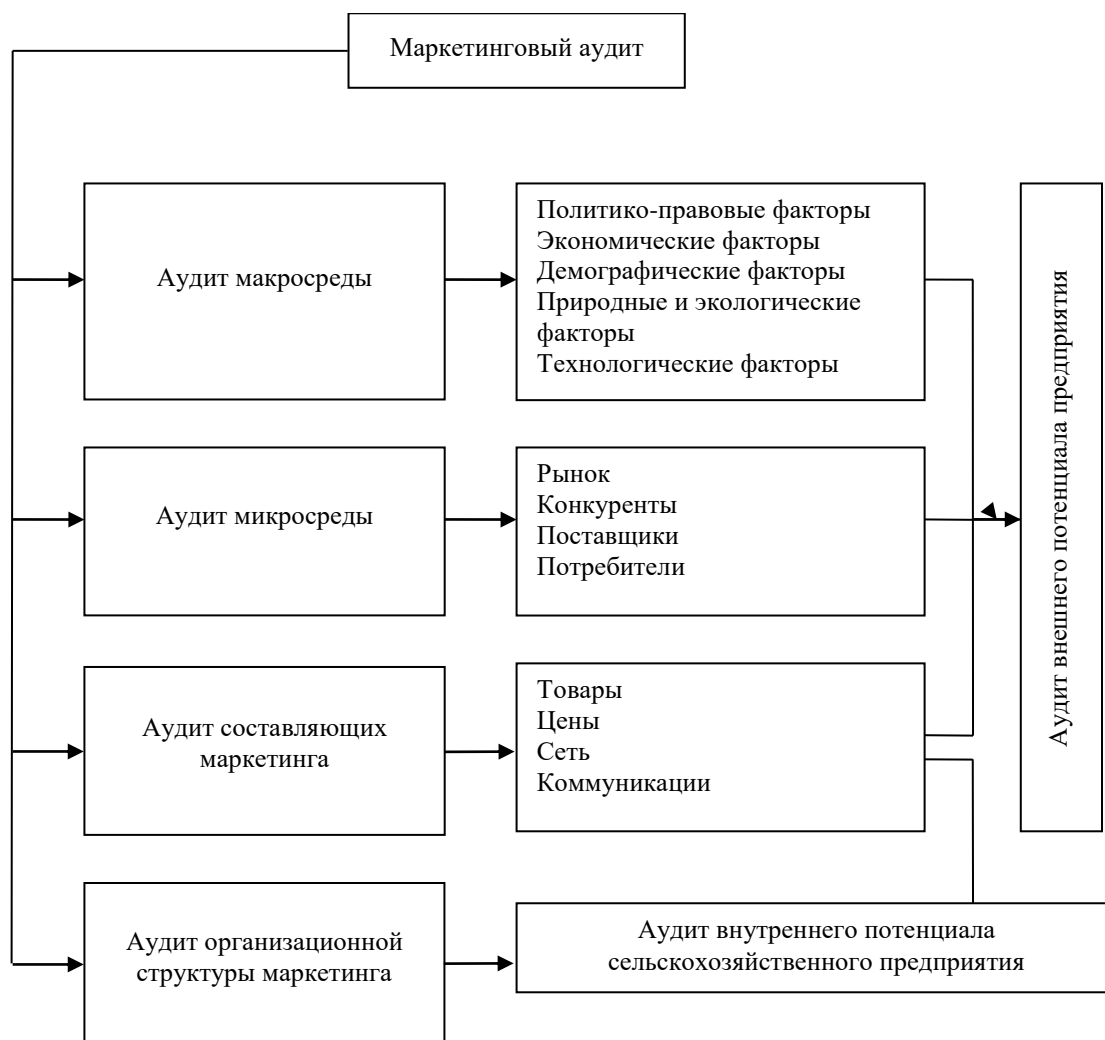 Маркетинговый аудит
Аудит макросреды
Политико-правовые факторы
Экономические факторы
Демографические факторы
Природные и экологические
факторы
Технологические факторы
Аудит внешнего потенциала предприятия
Аудит микросреды
Рынок
Конкуренты
Поставщики
Потребители
Аудит составляющих
маркетинга
Товары
Цены
Сеть
Коммуникации
Аудит организационной
структуры маркетинга
Аудит внутреннего потенциала
сельскохозяйственного предприятия